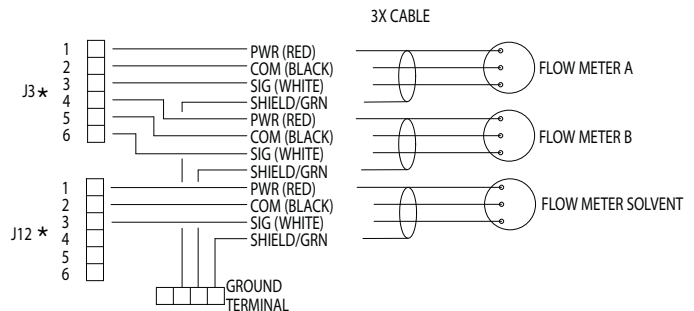 3X CABLE
J3*
1
2
3
4
5
6
PWR (RED)
COM (BLACK)
SIG (WHITE)
SHIELD/GRN
PWR (RED)
COM (BLACK)
SIG (WHITE)
SHIELD/GRN
FLOW METER A
FLOW METER B
J12*
1
2
3
4
5
6
PWR (RED)
COM (BLACK)
SIG (WHITE)
SHIELD/GRN
FLOW METER SOLVENT
GROUND
TERMINAL